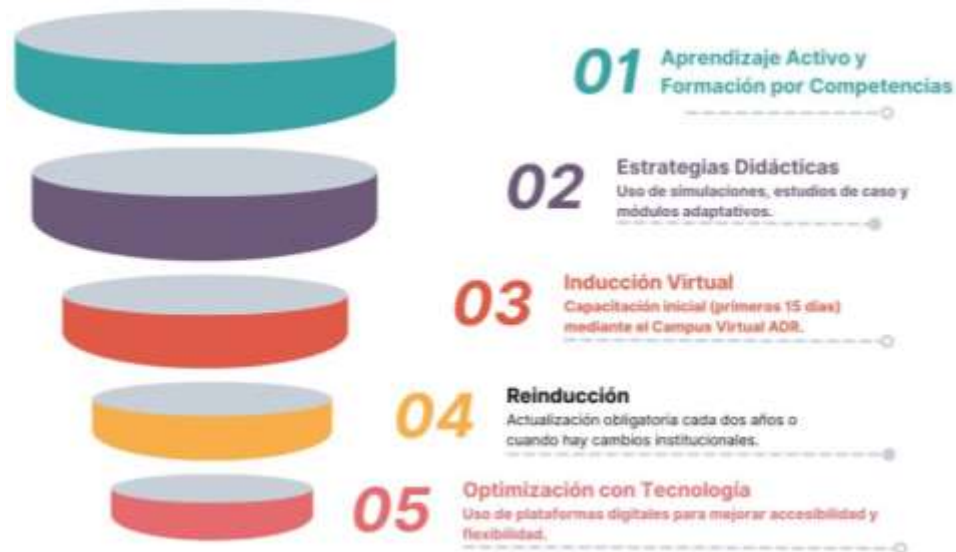 01
Aprendizaje Activo y
Formación por Competencias
02
Estrategias Didácticas
Uso de simulaciones, estudios de caso y
módulos adaptativos.
03
Inducción Virtual
Capacitación inicial (primeros 15 días)
mediante el Campus Virtual ADR.
04
Reinducción
Actualización obligatoria cada dos años o
cuando hay cambios institucionales.
05
Optimización con Tecnología
Uso de plataformas digitales para mejorar accesibilidad y
flexibilidad.